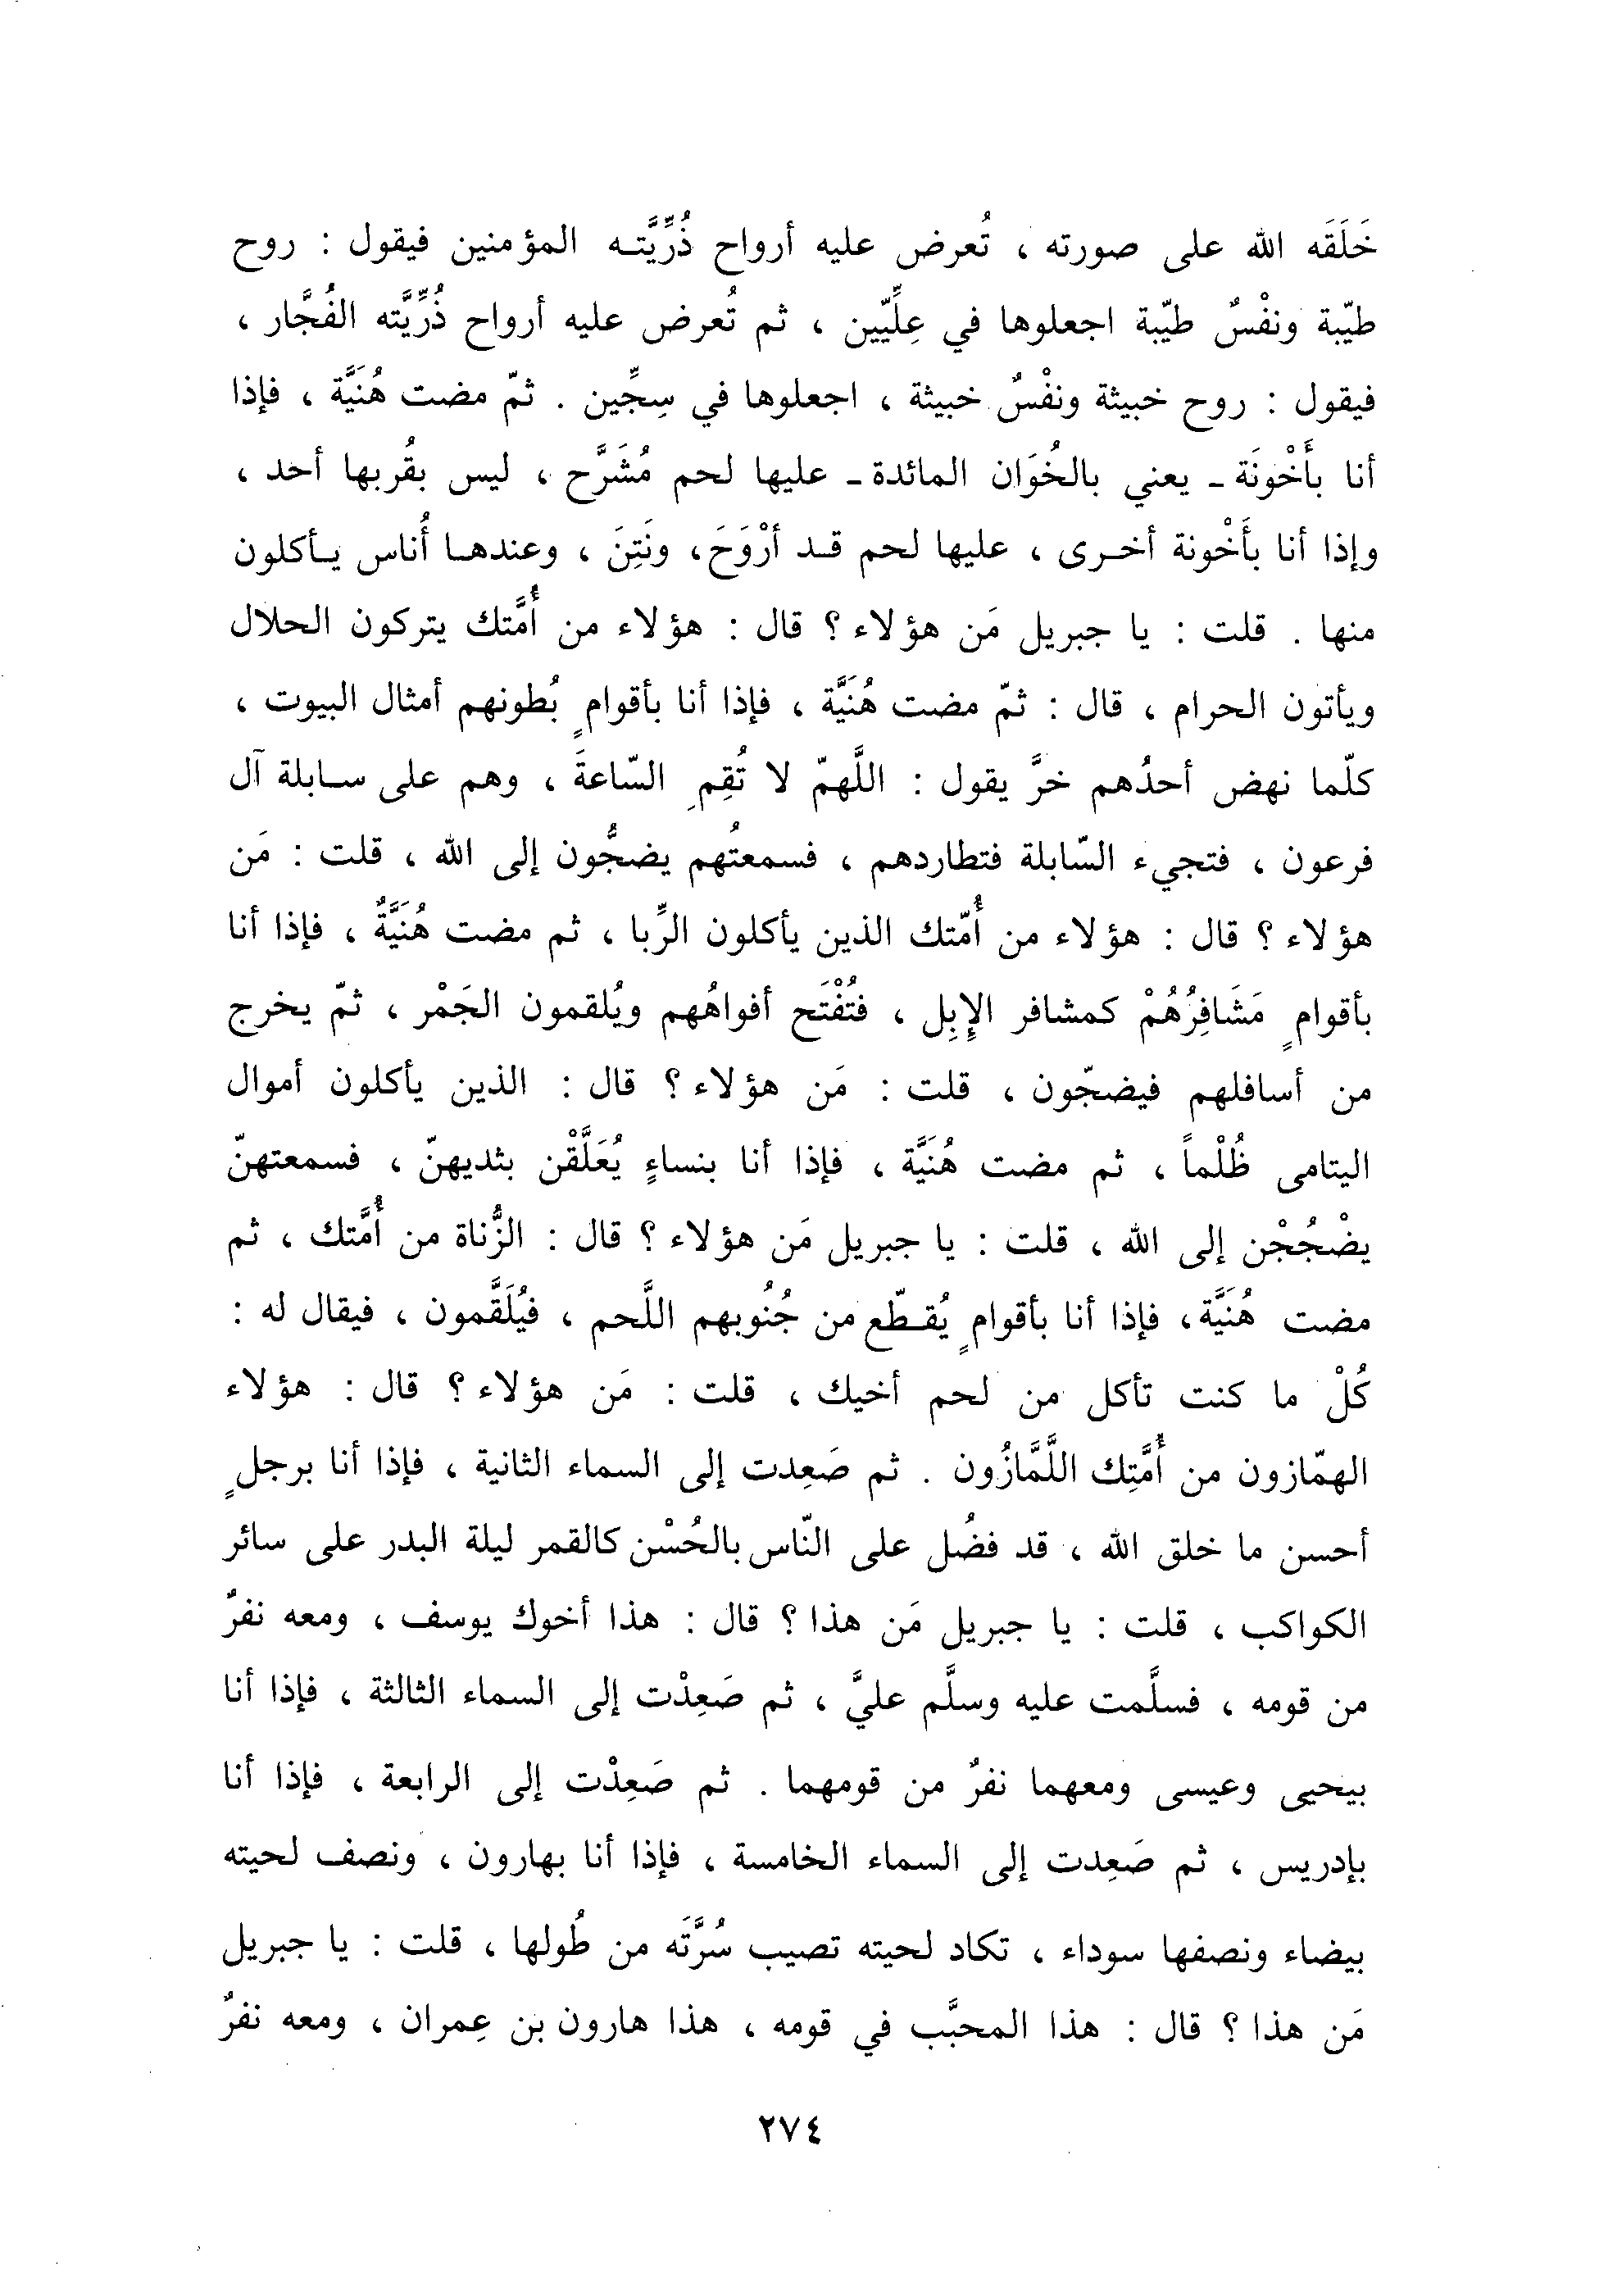 خَلَقَه الله على صورته ، تُعرض عليه أرواح ذُرِّيَّتـه المؤمنين فيقول : روح
طيّبة ونفْسٌ طيّبة اجعلوها في عِلِّيّين ، ثم تُعرض عليه أرواح ذُرِّيَّته الفُجَّار ،
فيقول : روح خبيثة ونفْسٌ خبيثة ، اجعلوها في سِجِّين . ثمّ مضت هُنَيَّة ، فإذا
أنا بأَخْونَة ـ يعني بالخُوَان المائدة ـ عليها لحم مُشَرَّح ، ليس بقُربها أحد ،
وإذا أنا بأَخْونة أخـرى ، عليها لحم قـد أرْوَحَ، ونَتِنَ ، وعندهـا أُناس يـأكلون
منها . قلت : يا جبريل مَن هؤلاء ؟ قال : هؤلاء من أُمَّتك يتركون الحلال
ويأتون الحرام ، قال : ثمّ مضت هُنَيَّة ، فإذا أنا بأقوامٍ بُطونهم أمثال البيوت ،
كلّما نهض أحدُهم خرَّ يقول : اللَّهمّ لا تُقِمِ السّاعةَ ، وهم على سـابلة آل
فرعون ، فتجيء السّابلة فتطاردهم ، فسمعتُهم يضجُّون إلى الله ، قلت : مَن
هؤلاء ؟ قال : هؤلاء من أُمّتك الذين يأكلون الرِّبا ، ثم مضت هُنَيَّةٌ ، فإذا أنا
بأقوامٍ مَشَافِرُهُمْ كمشافر الإِبِل ، فتُفْتَح أفواهُهم ويُلقمون الجَمْر ، ثمّ يخرج
من أسافلهم فيضجّون ، قلت : مَن هؤلاء ؟ قال : الذين يأكلون أموال
اليتامى ظُلْماً ، ثم مضت هُنَيَّة ، فإذا أنا بنساءٍ يُعَلَّقْن بثديهنّ ، فسمعتهنّ
يضْجُجْن إلى الله ، قلت : يا جبريل مَن هؤلاء ؟ قال : الزُّناة من أُمَّتك ، ثم
مضت هُنَيَّة، فإذا أنا بأقوامٍ يُقـطّع من جُنُوبهم اللَّحم ، فيُلَقَّمون ، فيقال له :
كُلْ ما كنت تأكل من لحم أخيك ، قلت : مَن هؤلاء ؟ قال : هؤلاء
الهمّازون من أُمَّتِك اللَّمَّازُون . ثم صَعِدت إلى السماء الثانية ، فإذا أنا برجلٍ
أحسن ما خلق الله ، قد فضُل على النّاس بالحُسْن كالقمر ليلة البدر على سائر
الكواكب ، قلت : يا جبريل مَن هذا ؟ قال : هذا أخوك يوسف ، ومعه نفرٌ
من قومه ، فسلَّمت عليه وسلَّم عليَّ ، ثم صَعِدْت إلى السماء الثالثة ، فإذا أنا
بيحيى وعيسى ومعهما نفرٌ من قومهما . ثم صَعِدْت إلى الرابعة ، فإذا أنا
بإدريس ، ثم صَعِدت إلى السماء الخامسة ، فإذا أنا بهارون ، ونصف لحيته
بيضاء ونصفها سوداء ، تكاد لحيته تصيب سُرَّتَه من طُولها ، قلت : يا جبريل
مَن هذا ؟ قال : هذا المحبَّب في قومه ، هذا هارون بن عِمران ، ومعه نفرٌ
٢٧٤